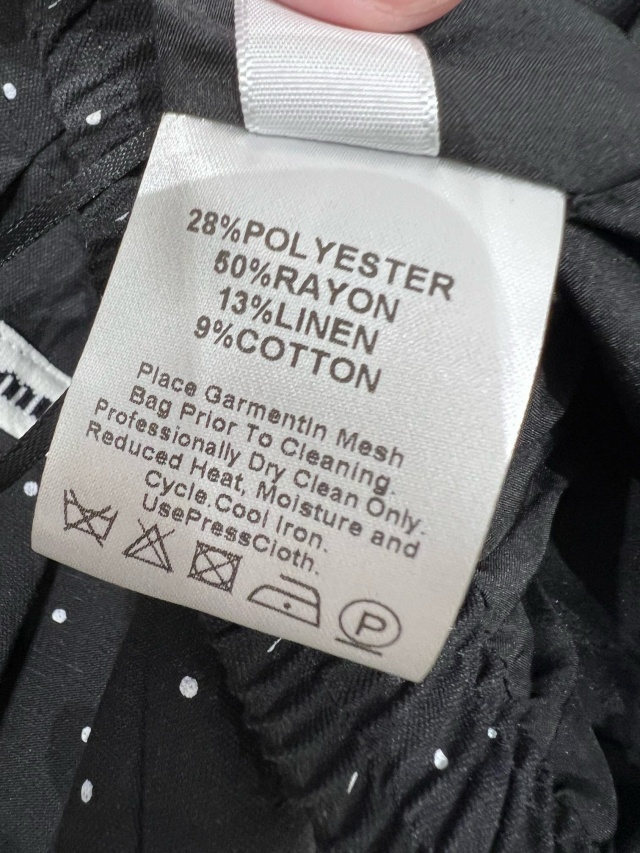 28%POLYESTER
50%RAYON
13%LINEN
9%COTTON
Place GarmentIn Mesh
Bag Prior To Cleaning.
Professionally Dry Clean Only.
Reduced Heat, Moisture and
Cycle.Cool Iron.
UsePressCloth.
P